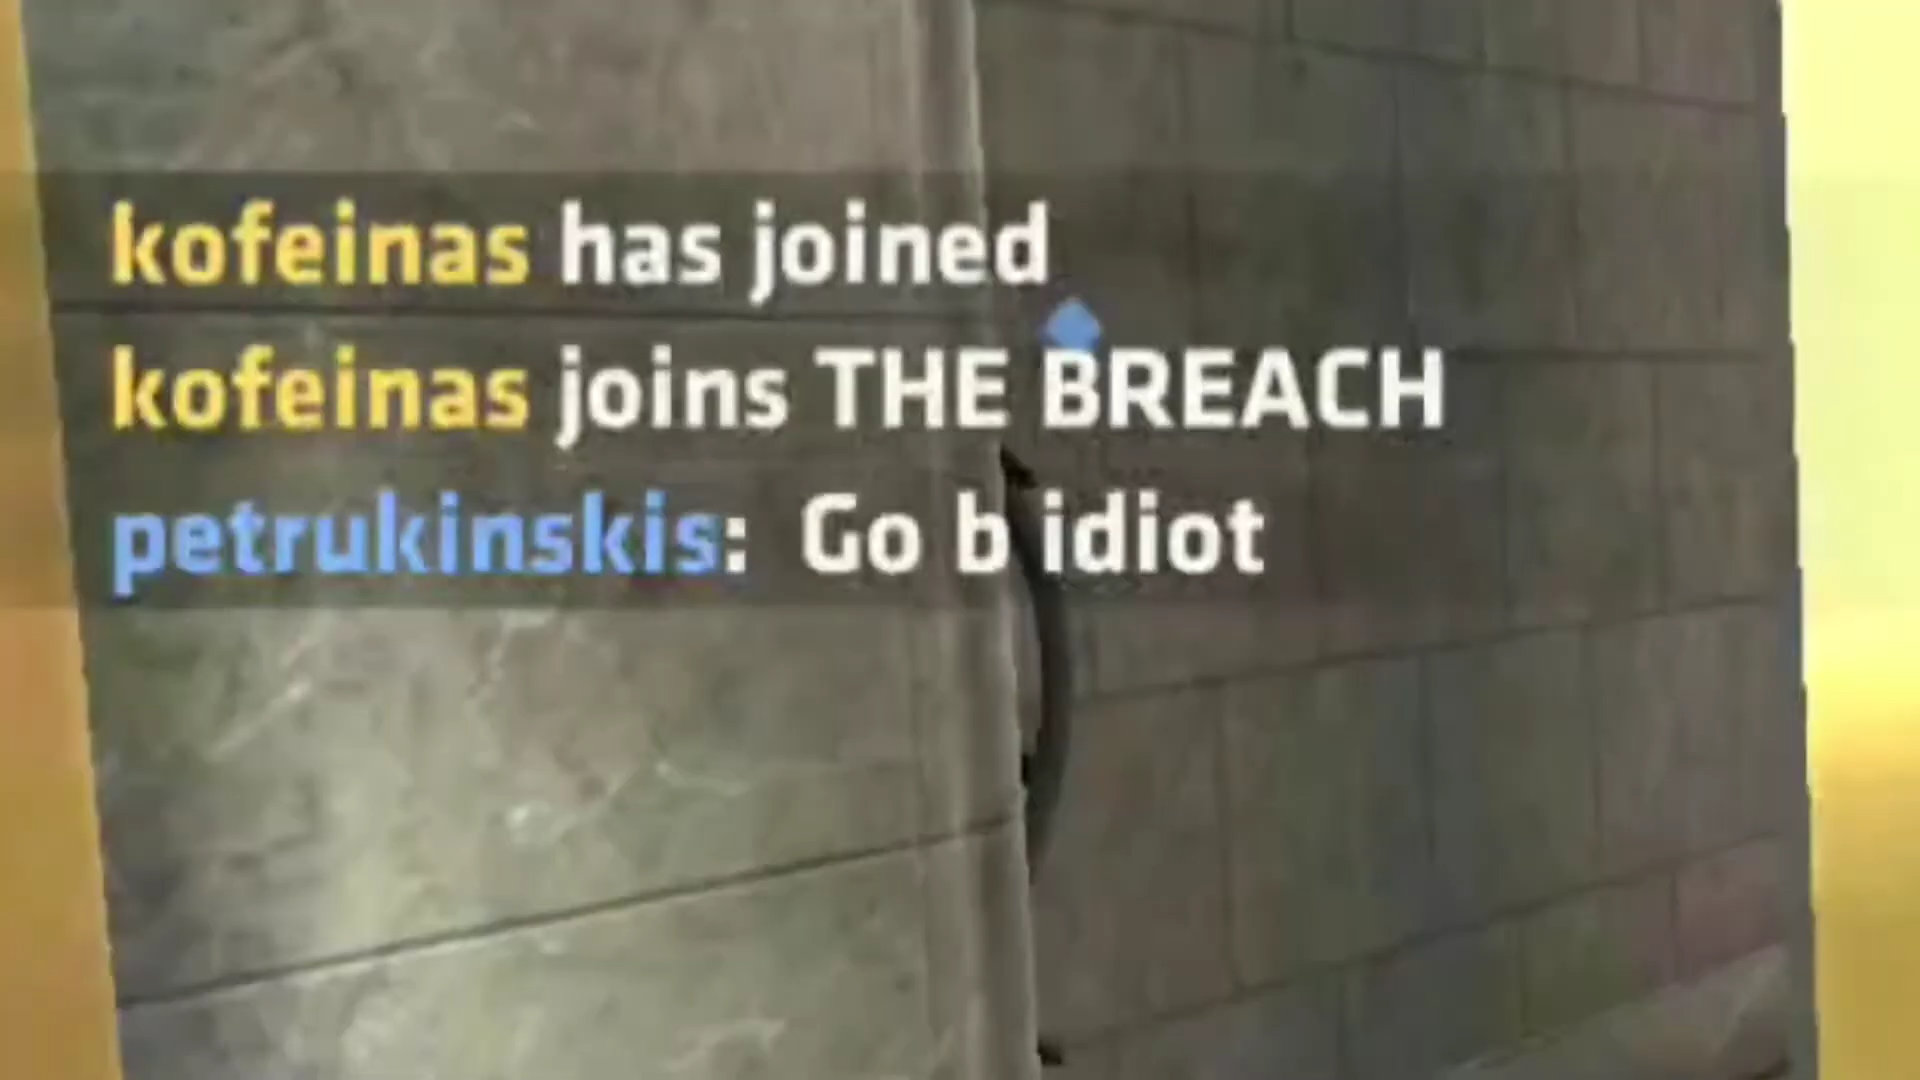 kofeinas has joined
kofeinas joins THE BREACH
petrukinskis: Go b idiot